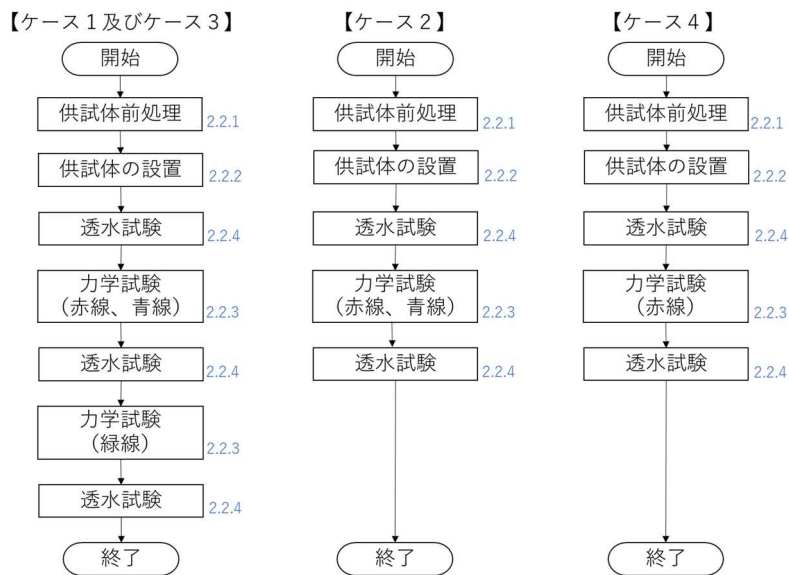 【ケース１及びケース３】
開始
供試体前処理
2.2.1
供試体の設置
2.2.2
透水試験
2.2.4
力学試験
（赤線、青線）
2.2.3
透水試験
2.2.4
力学試験
（緑線）
2.2.3
透水試験
2.2.4
終了
【ケース２】
開始
供試体前処理
2.2.1
供試体の設置
2.2.2
透水試験
2.2.4
力学試験
（赤線、青線）
2.2.3
透水試験
2.2.4
終了
【ケース４】
開始
供試体前処理
2.2.1
供試体の設置
2.2.2
透水試験
2.2.4
力学試験
（赤線）
2.2.3
透水試験
2.2.4
終了